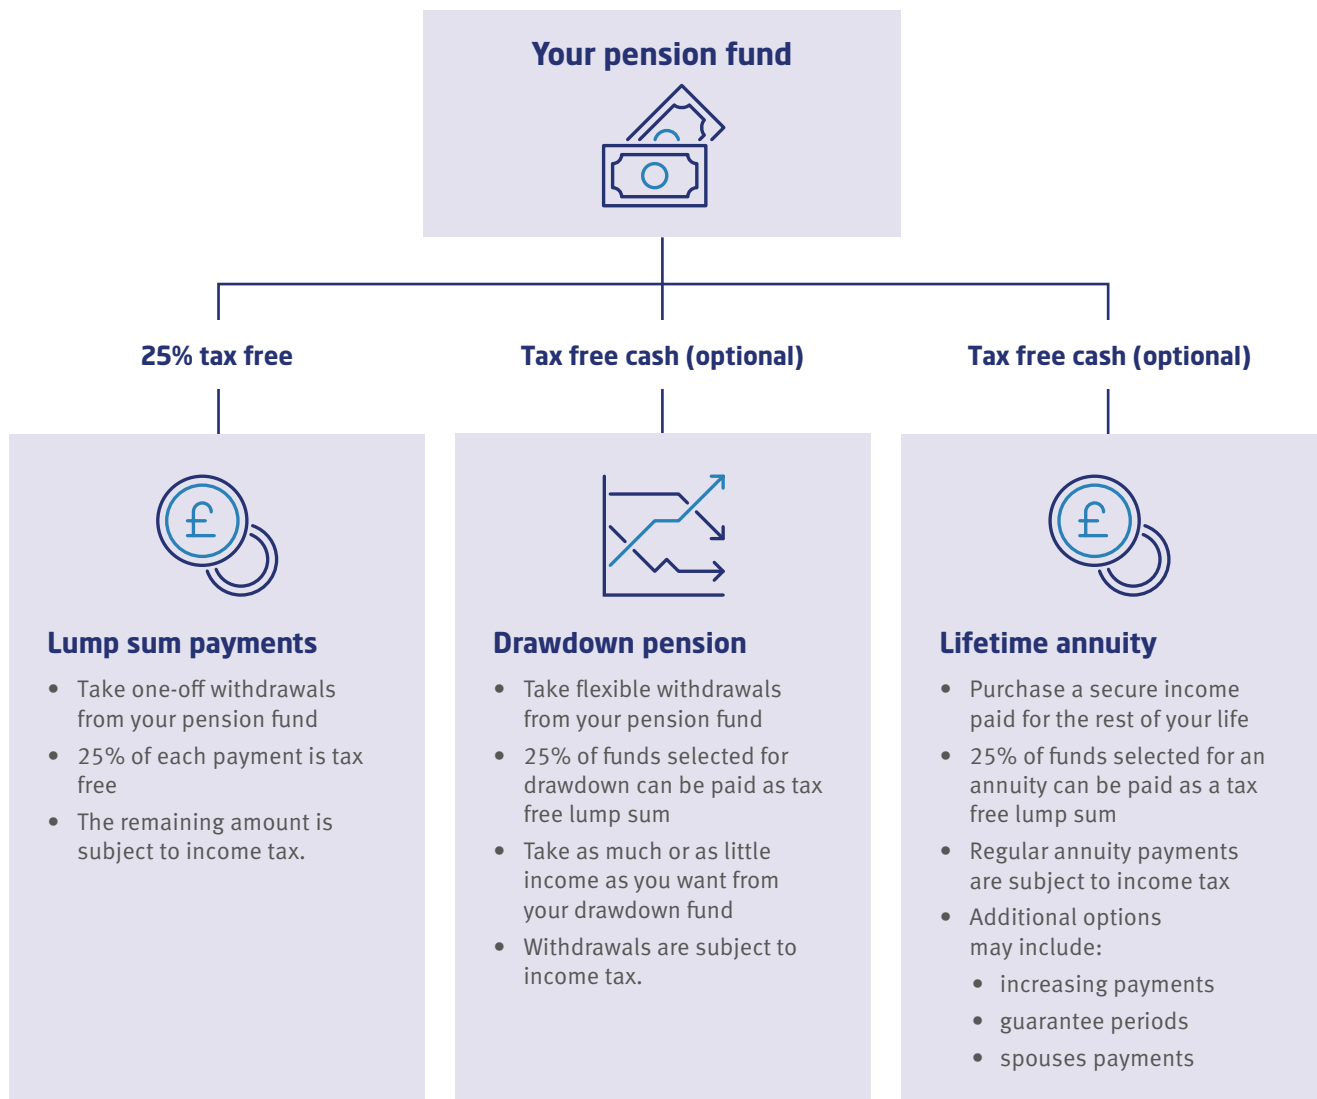 Your pension fund
25% tax free
Tax free cash (optional)
Tax free cash (optional)
£
Lump sum payments
• Take one-off withdrawals
from your pension fund
• 25% of each payment is tax
free
• The remaining amount is
subject to income tax.
Drawdown pension
• Take flexible withdrawals
from your pension fund
• 25% of funds selected for
drawdown can be paid as tax
free lump sum
• Take as much or as little
income as you want from
your drawdown fund
• Withdrawals are subject to
income tax.
£
Lifetime annuity
• Purchase a secure income
paid for the rest of your life
• 25% of funds selected for an
annuity can be paid as a tax
free lump sum
• Regular annuity payments
are subject to income tax
• Additional options
may include:
• increasing payments
• guarantee periods
• spouses payments